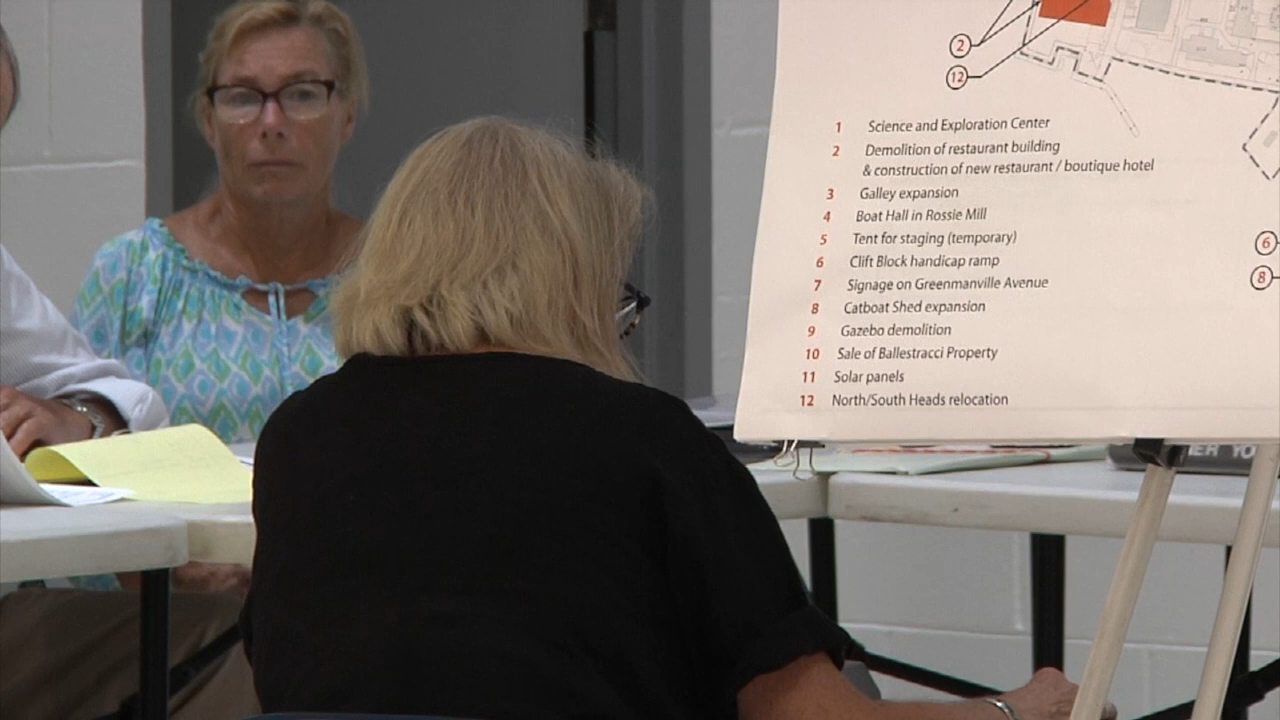 2
12
1 Science and Exploration Center
2 Demolition of restaurant building
& construction of new restaurant / boutique hotel
3 Galley expansion
4 Boat Hall in Rossie Mill
5 Tent for staging (temporary)
6 Clift Block handicap ramp
7 Signage on Greenmanville Avenue
8 Catboat Shed expansion
9 Gazebo demolition
10 Sale of Ballestracci Property
11 Solar panels
12 North/South Heads relocation
6
8